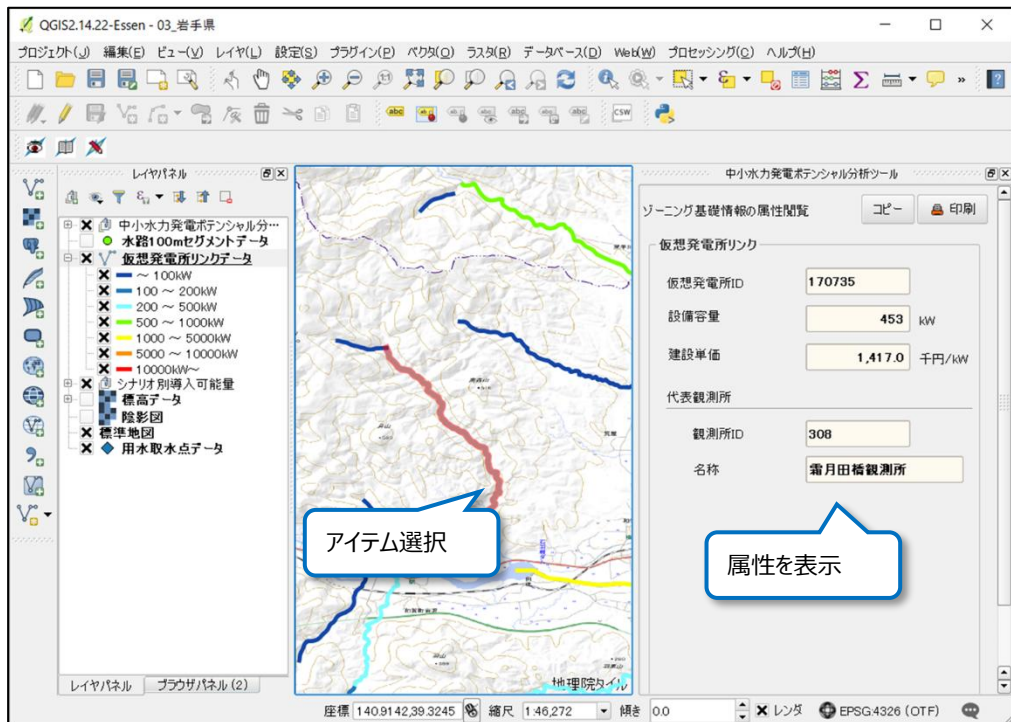 QGIS2.14.22-Essen - 03_岩手県
プロジェクト(J) 編集(E) ビュー(V) レイヤ(L) 設定(S) プラグイン(P) ベクタ(O) ラスタ(R) データベース(D) Web(W) プロセッシング(C) ヘルプ(H)
abc
CSW
レイヤパネル
中小水力発電ポテンシャル分…
水路100mセグメントデータ
仮想発電所リンクデータ
～ 100kW
100 ～ 200kW
200 ～ 500kW
500 ～ 1000kW
1000 ～ 5000kW
5000 ～ 10000kW
10000kW～
シナリオ別導入可能量
標高データ
陰影図
標準地図
用水取水点データ
レイヤパネル ブラウザパネル (2)
アイテム選択
地理院タイル
中小水力発電ポテンシャル分析ツール
ゾーニング基礎情報の属性閲覧 コピー 印刷
仮想発電所リンク
仮想発電所ID 170735
設備容量 453 kW
建設単価 1,417.0 千円/kW
代表観測所
観測所ID 308
名称 霜月田橋観測所
属性を表示
座標 140.9142,39.3245 縮尺 1:46,272 傾き 0.0 レンダ EPSG:4326 (OTF)